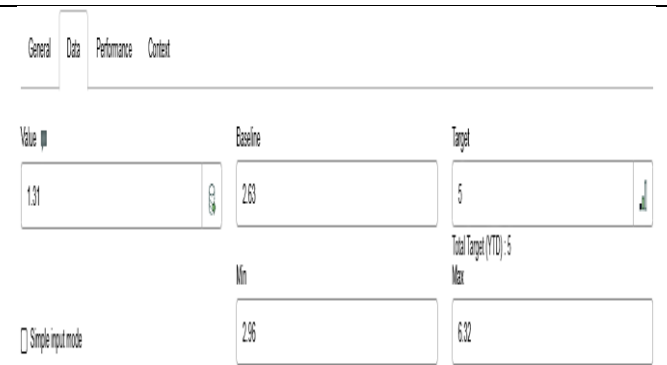 General Data Performance Context
Value Baseline Target
1.31 2.63 5
Total Target (YTD) : 5
Min Max
Simple input mode 2.96 6.32